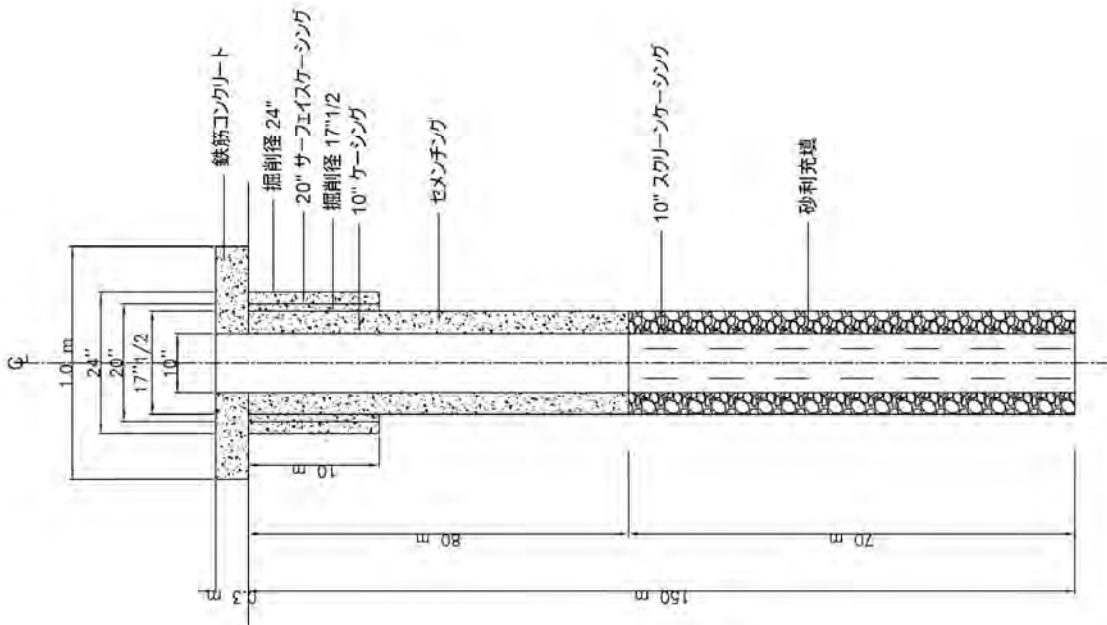 鉄筋コンクリート
掘削径 24"
20" サーフェイスケーシング
掘削径 17"1/2
10" ケーシング
セメンチング
10" スクリーンケーシング
砂利充填
℄
1.0 m
24"
20"
17"1/2
10"
10 m
80 m
70 m
0.3 m
150 m